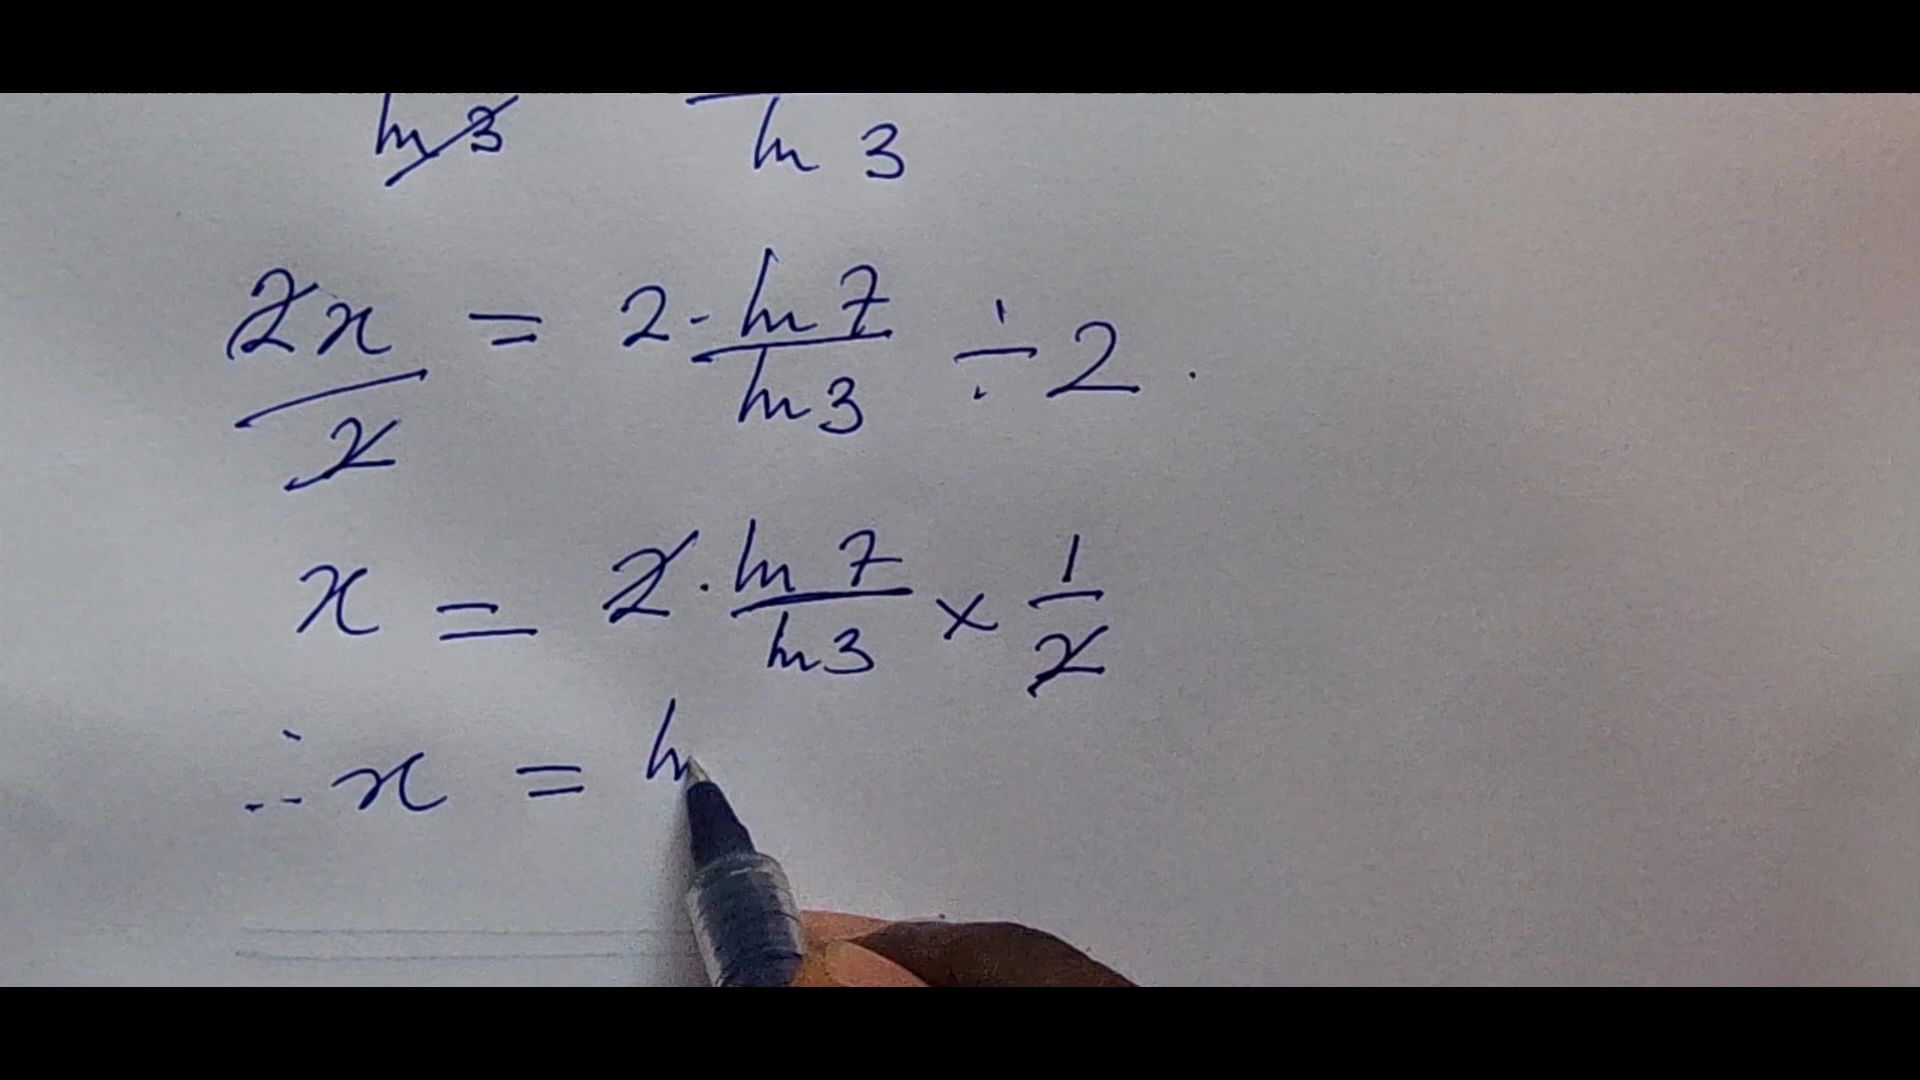 ln 3 ln 3
2x/2 = 2 · ln 7/ln 3 ÷ 2.
x = 2 · ln 7/ln 3 × 1/2
∴ x = ln